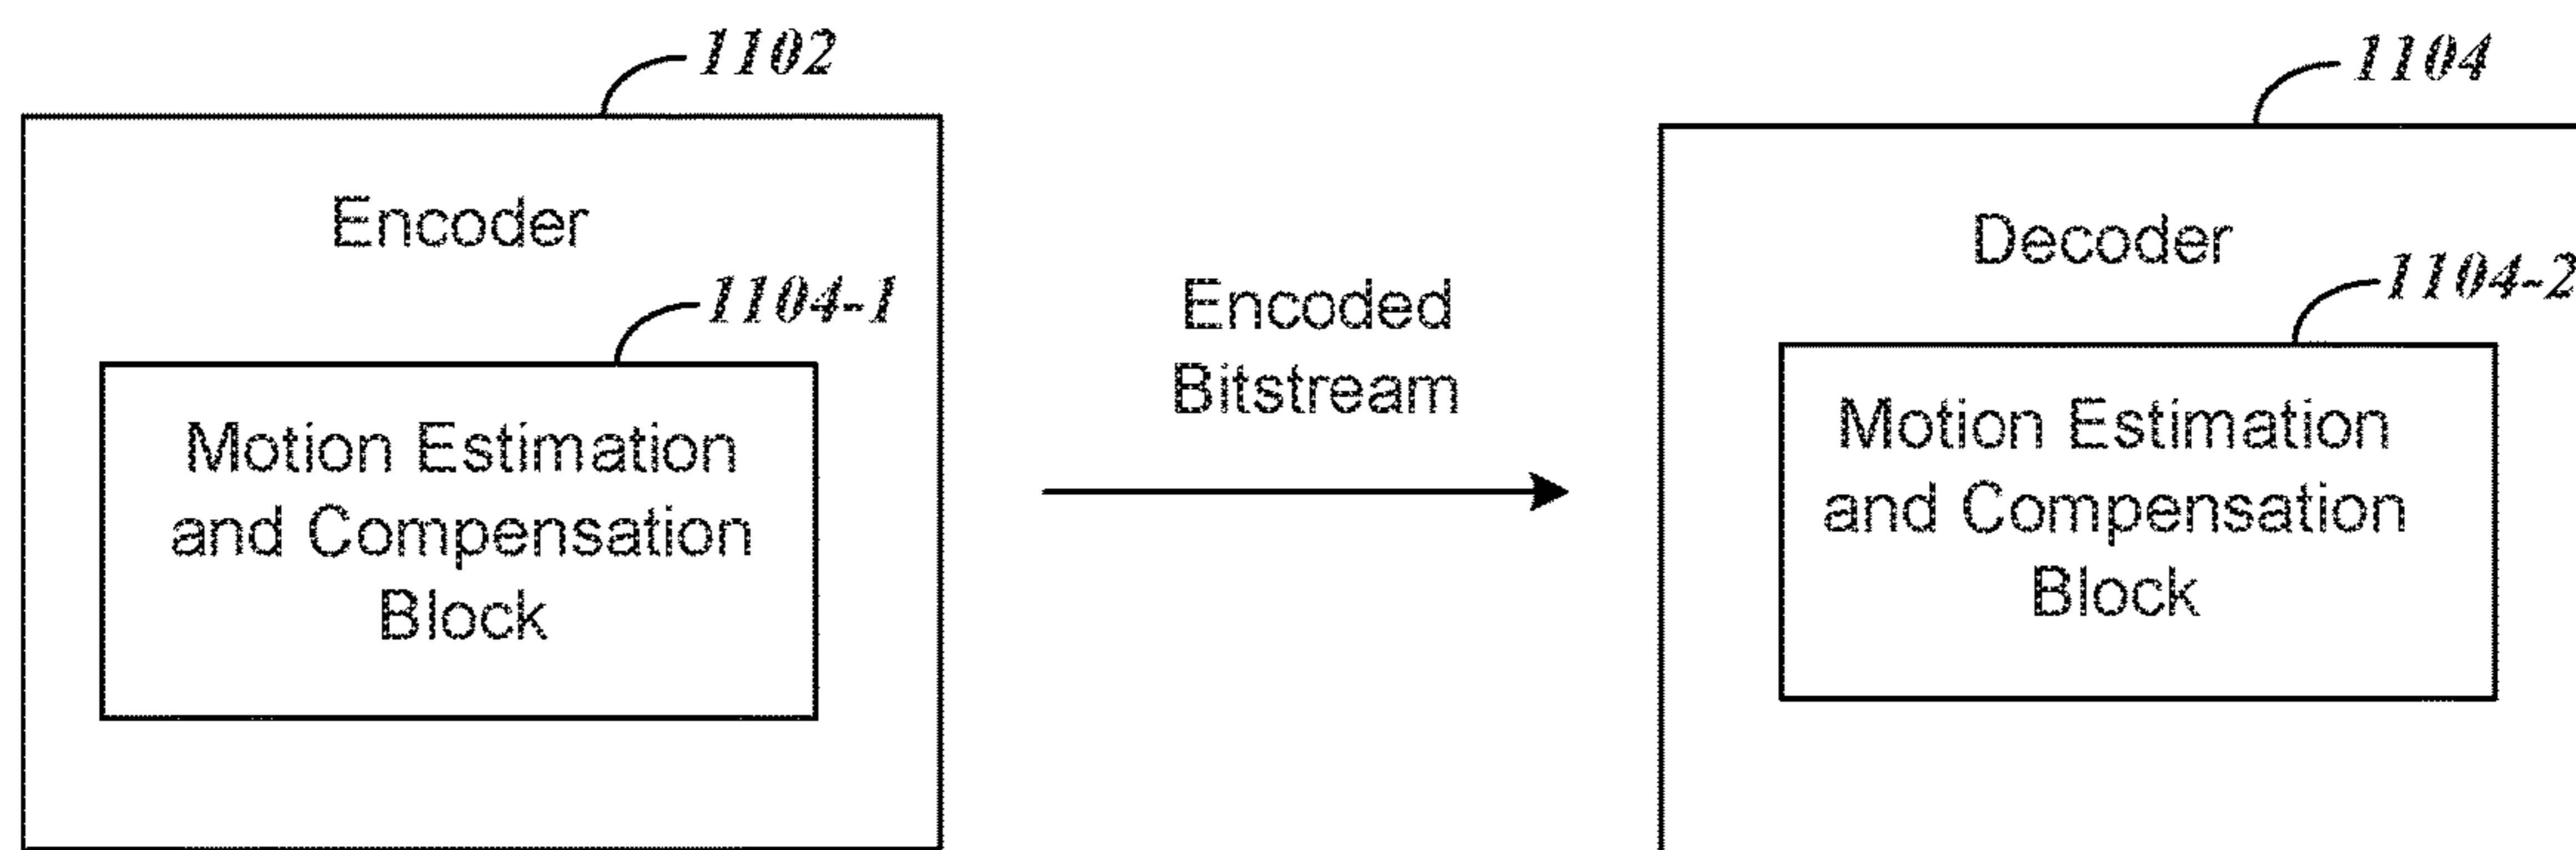 1102
Encoder
1104-1
Motion Estimation
and Compensation
Block
Encoded
Bitstream
1104
Decoder
1104-2
Motion Estimation
and Compensation
Block